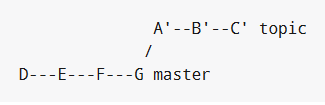 A'--B'--C' topic
/
D---E---F---G master